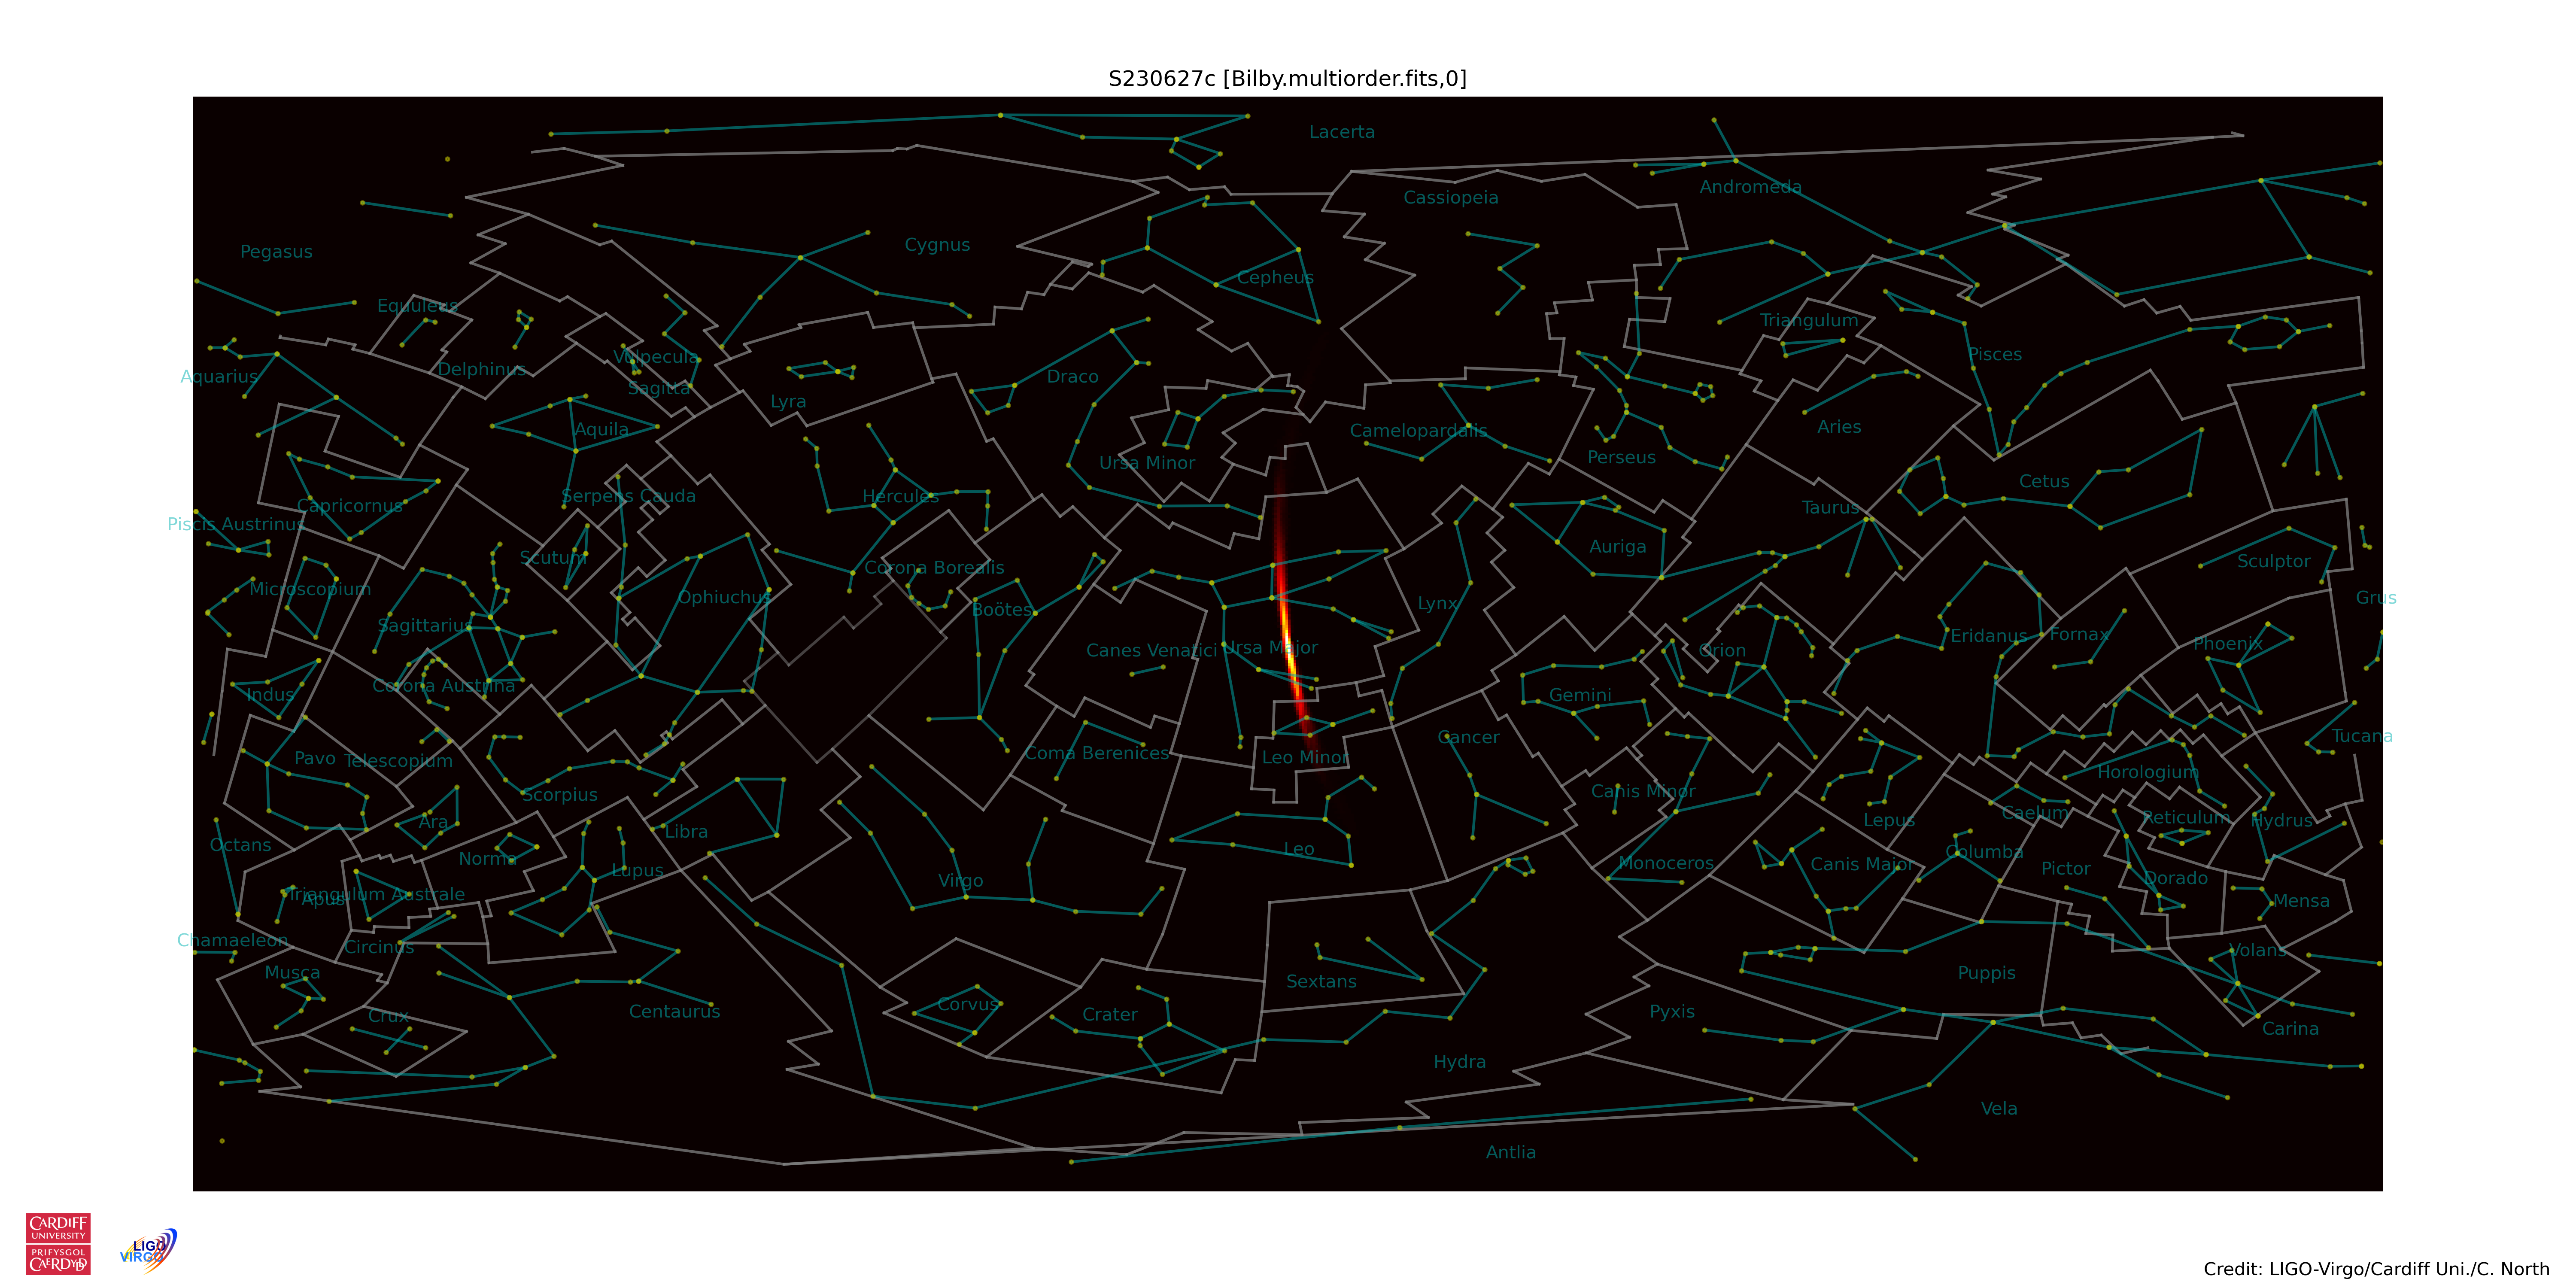 S230627c [Bilby.multiorder.fits,0]
Lacerta
Andromeda
Cassiopeia
Cygnus
Pegasus
Cepheus
Equuleus
Triangulum
Pisces
Vulpecula
Delphinus
Aquarius
Draco
Sagitta
Lyra
Aries
Aquila
Camelopardalis
Perseus
Ursa Minor
Cetus
Serpens Cauda
Hercules
Capricornus
Taurus
Piscis Austrinus
Auriga
Scutum
Sculptor
Corona Borealis
Microscopium
Ophiuchus
Grus
Lynx
Boötes
Sagittarius
Eridanus
Fornax
Phoenix
Canes Venatici
Ursa Major
Orion
Corona Austrina
Indus
Gemini
Tucana
Cancer
Coma Berenices
Leo Minor
Pavo
Telescopium
Horologium
Canis Minor
Scorpius
Caelum
Reticulum
Lepus
Hydrus
Ara
Libra
Octans
Leo
Columba
Norma
Monoceros
Canis Major
Pictor
Lupus
Dorado
Virgo
Triangulum Australe
Apus
Mensa
Chamaeleon
Circinus
Volans
Musca
Puppis
Sextans
Corvus
Centaurus
Pyxis
Crater
Crux
Carina
Hydra
Vela
Antlia
CARDIFF
UNIVERSITY
PRIFYSGOL
CAERDYDD
LIGO
VIRGO
Credit: LIGO-Virgo/Cardiff Uni./C. North